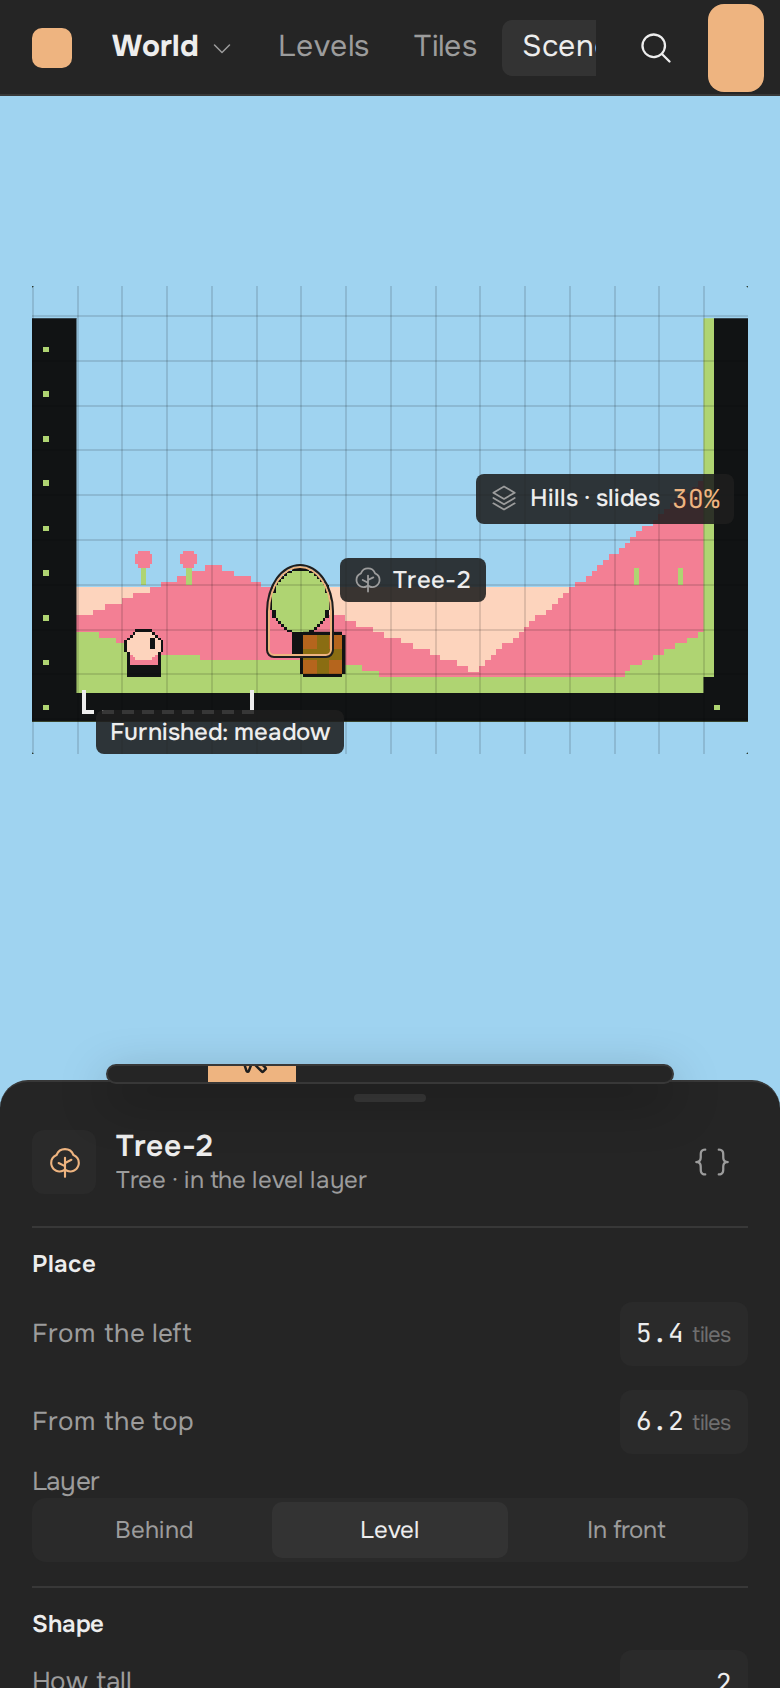 World
Levels
Tiles
Scen
Hills · slides 30%
Tree-2
Furnished: meadow
Tree-2
Tree · in the level layer
{ }
Place
From the left
5.4 tiles
From the top
6.2 tiles
Layer
Behind
Level
In front
Shape
How tall
2